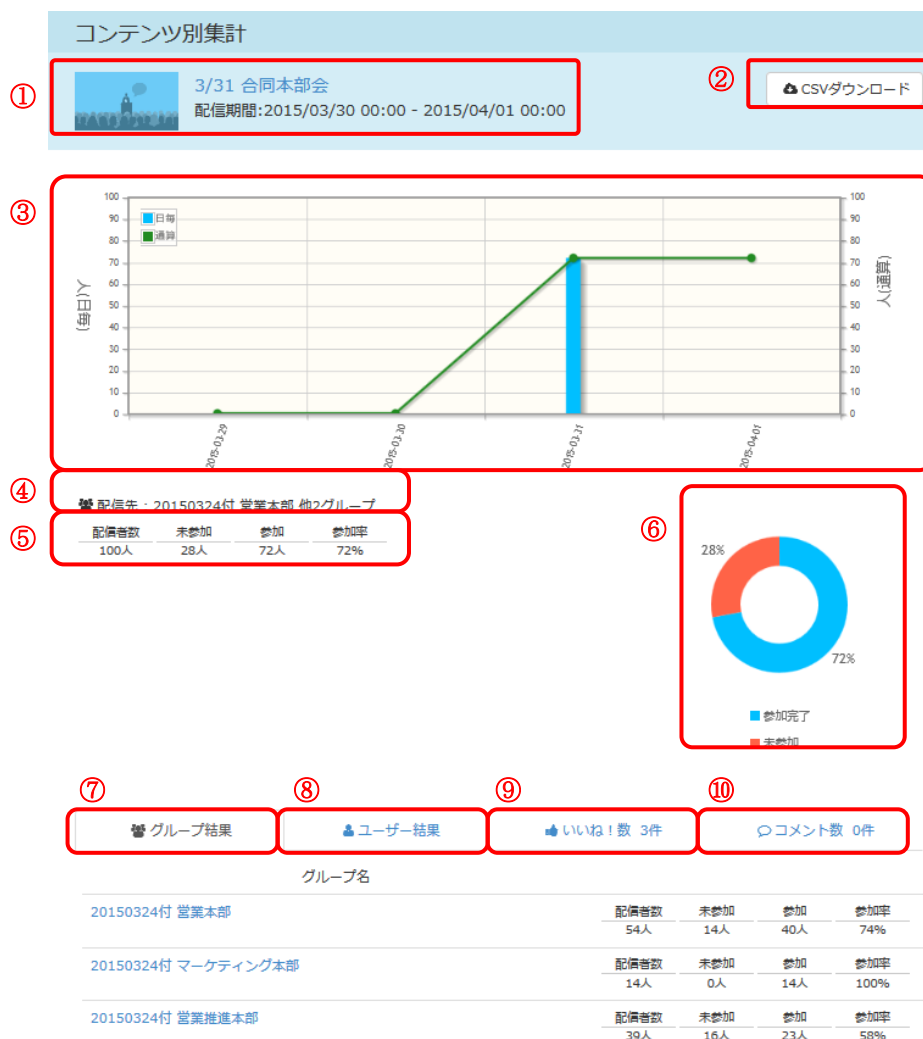 コンテンツ別集計
①
3/31 合同本部会
配信期間:2015/03/30 00:00 - 2015/04/01 00:00
②
CSVダウンロード
③
100
90
80
70
60
50
40
30
20
10
0
人(日毎)
日毎
通算
100
90
80
70
60
50
40
30
20
10
0
人(通算)
2015-03-29
2015-03-30
2015-03-31
2015-04-01
④
配信先 : 20150324付 営業本部 他2グループ
⑤
配信者数 未参加 参加 参加率
100人 28人 72人 72%
⑥
28%
72%
参加完了
未参加
⑦ ⑧ ⑨ ⑩
グループ結果 ユーザー結果 いいね！数 3件 コメント数 0件
グループ名
20150324付 営業本部
配信者数 未参加 参加 参加率
54人 14人 40人 74%
20150324付 マーケティング本部
配信者数 未参加 参加 参加率
14人 0人 14人 100%
20150324付 営業推進本部
配信者数 未参加 参加 参加率
39人 16人 23人 58%